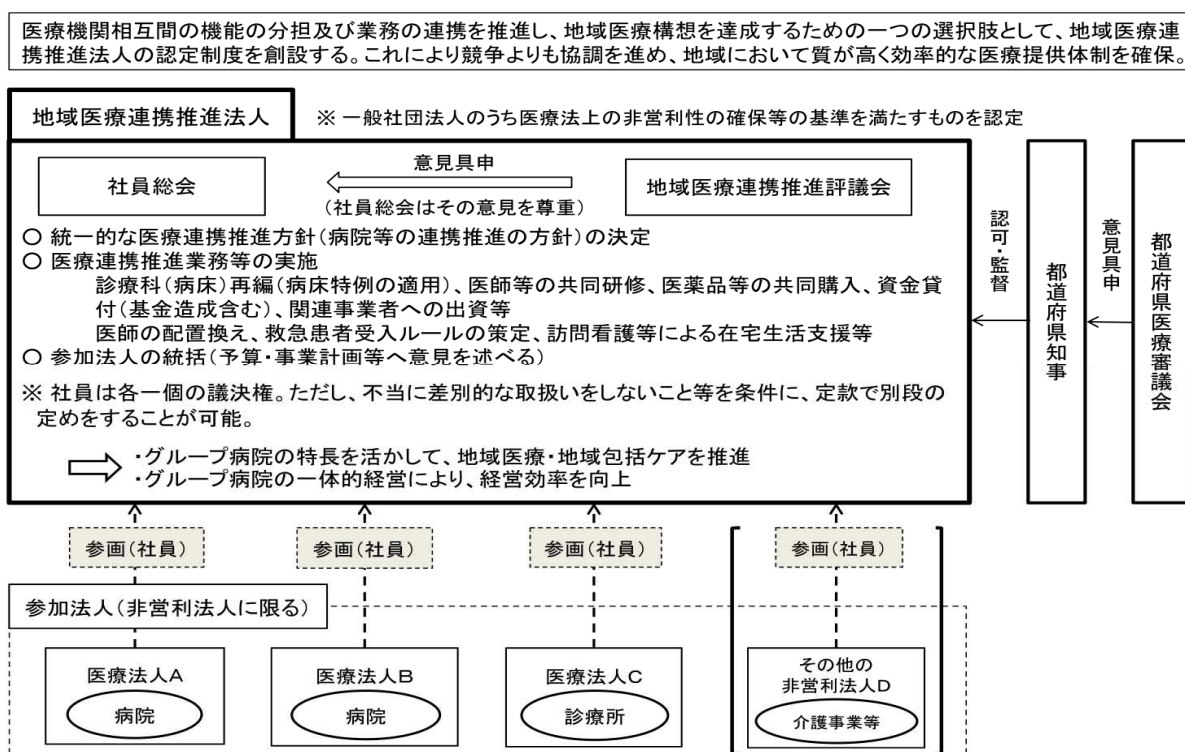 医療機関相互間の機能の分担及び業務の連携を推進し、地域医療構想を達成するための一つの選択肢として、地域医療連
携推進法人の認定制度を創設する。これにより競争よりも協調を進め、地域において質が高く効率的な医療提供体制を確保。
地域医療連携推進法人
※ 一般社団法人のうち医療法上の非営利性の確保等の基準を満たすものを認定
社員総会
意見具申
(社員総会はその意見を尊重)
地域医療連携推進評議会
○ 統一的な医療連携推進方針(病院等の連携推進の方針)の決定
○ 医療連携推進業務等の実施
診療科(病床)再編(病床特例の適用)、医師等の共同研修、医薬品等の共同購入、資金貸
付(基金造成含む)、関連事業者への出資等
医師の配置換え、救急患者受入ルールの策定、訪問看護等による在宅生活支援等
○ 参加法人の統括(予算・事業計画等へ意見を述べる)
※ 社員は各一個の議決権。ただし、不当に差別的な取扱いをしないこと等を条件に、定款で別段の
定めをすることが可能。
・グループ病院の特長を活かして、地域医療・地域包括ケアを推進
・グループ病院の一体的経営により、経営効率を向上
認可・監督
都道府県知事
意見具申
都道府県医療審議会
参画(社員)
参画(社員)
参画(社員)
参画(社員)
参加法人(非営利法人に限る)
医療法人A
病院
医療法人B
病院
医療法人C
診療所
その他の
非営利法人D
介護事業等